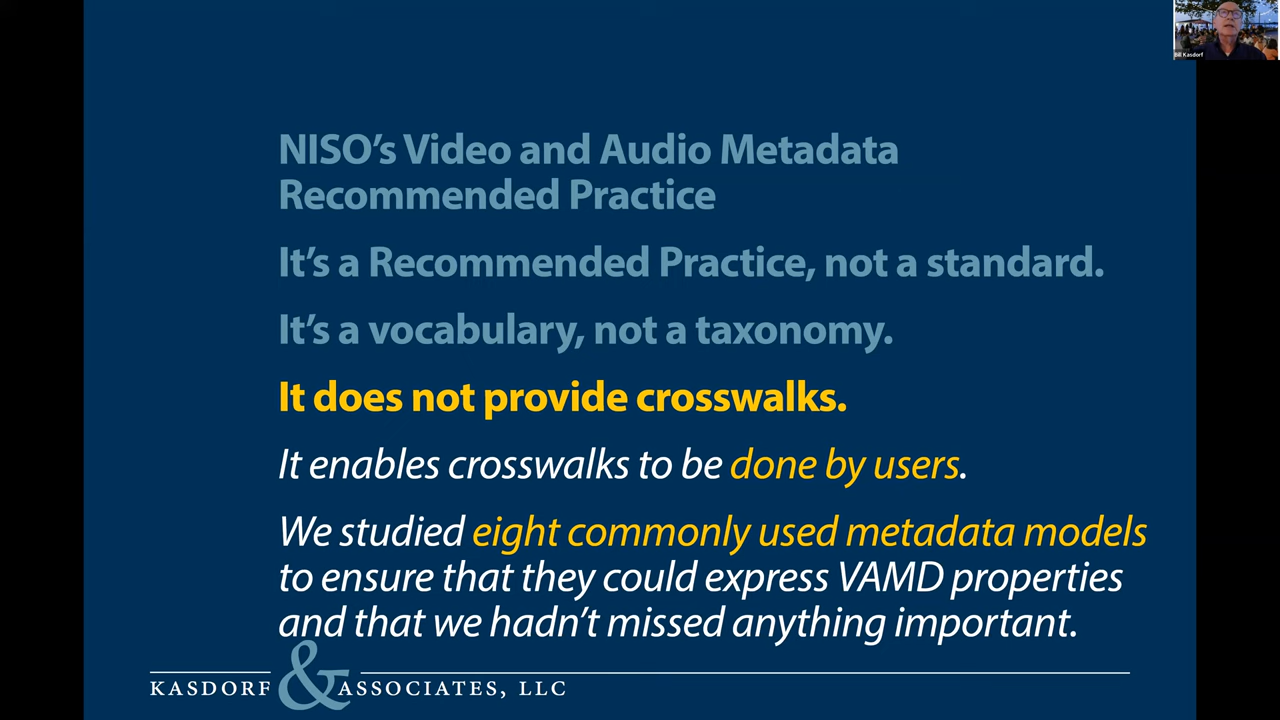 Bill Kasdorf
NISO’s Video and Audio Metadata
Recommended Practice
It’s a Recommended Practice, not a standard.
It’s a vocabulary, not a taxonomy.
It does not provide crosswalks.
It enables crosswalks to be done by users.
We studied eight commonly used metadata models
to ensure that they could express VAMD properties
and that we hadn’t missed anything important.
KASDORF & ASSOCIATES, LLC